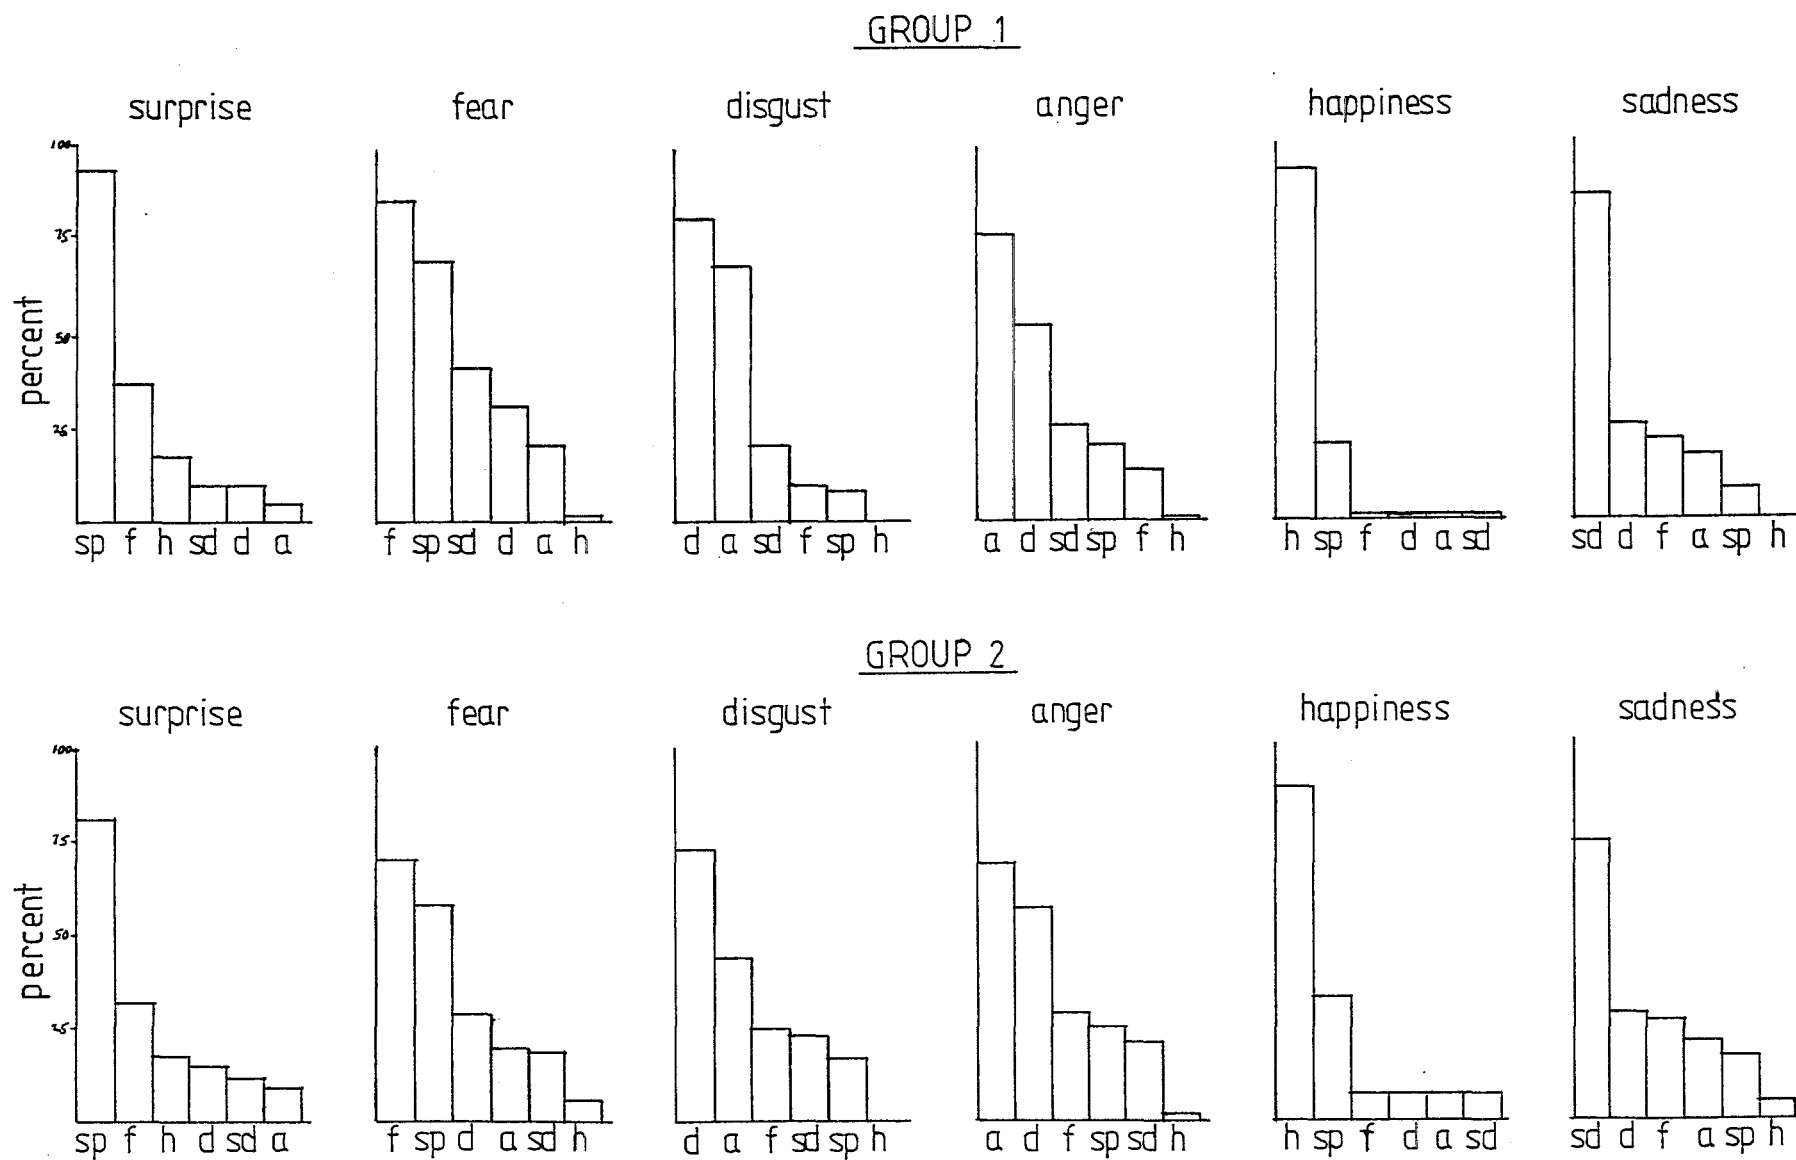 GROUP 1
surprise fear disgust anger happiness sadness
100
75
50
25
percent
sp f h sd d a f sp sd d a h d a sd f sp h a d sd sp f h h sp f d a sd sd d f a sp h
GROUP 2
surprise fear disgust anger happiness sadness
100
75
50
25
percent
sp f h d sd a f sp d a sd h d a f sd sp h a d f sp sd h h sp f d a sd sd d f a sp h